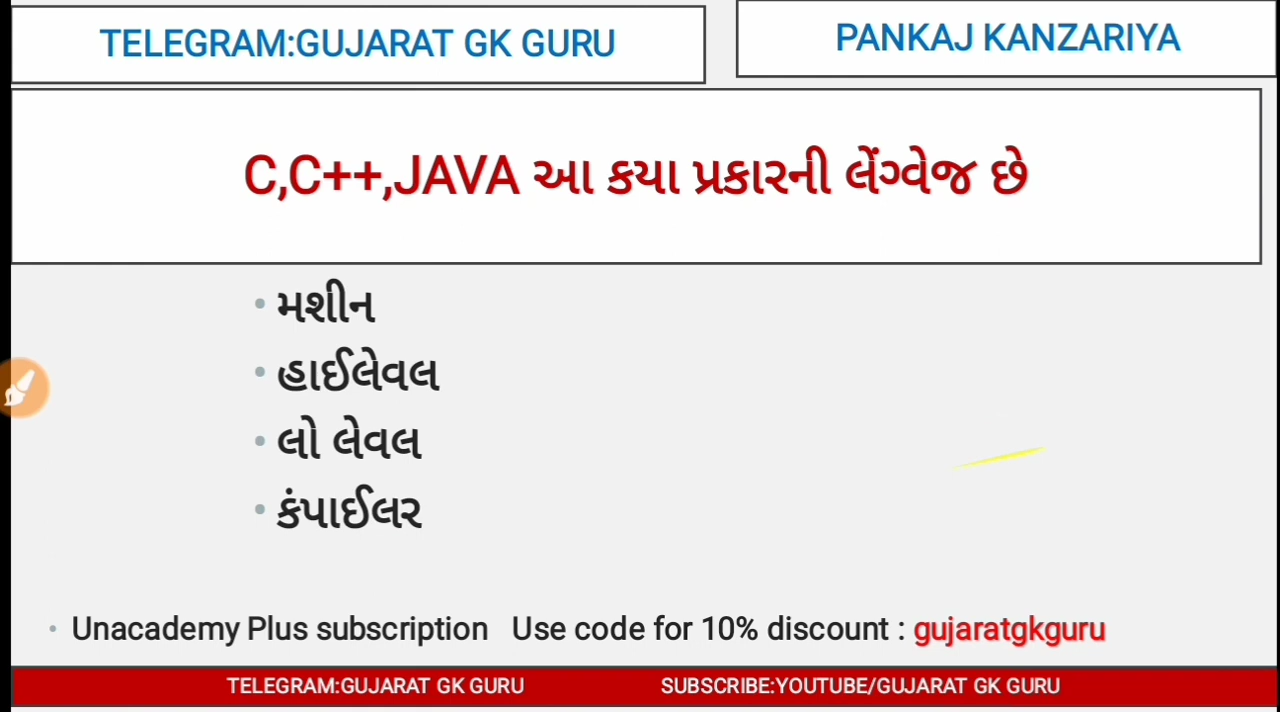 TELEGRAM:GUJARAT GK GURU
PANKAJ KANZARIYA
C,C++,JAVA આ કયા પ્રકારની લેંગ્વેજ છે
• મશીન
• હાઈલેવલ
• લો લેવલ
• કંપાઈલર
• Unacademy Plus subscription Use code for 10% discount : gujaratgkguru
TELEGRAM:GUJARAT GK GURU
SUBSCRIBE:YOUTUBE/GUJARAT GK GURU